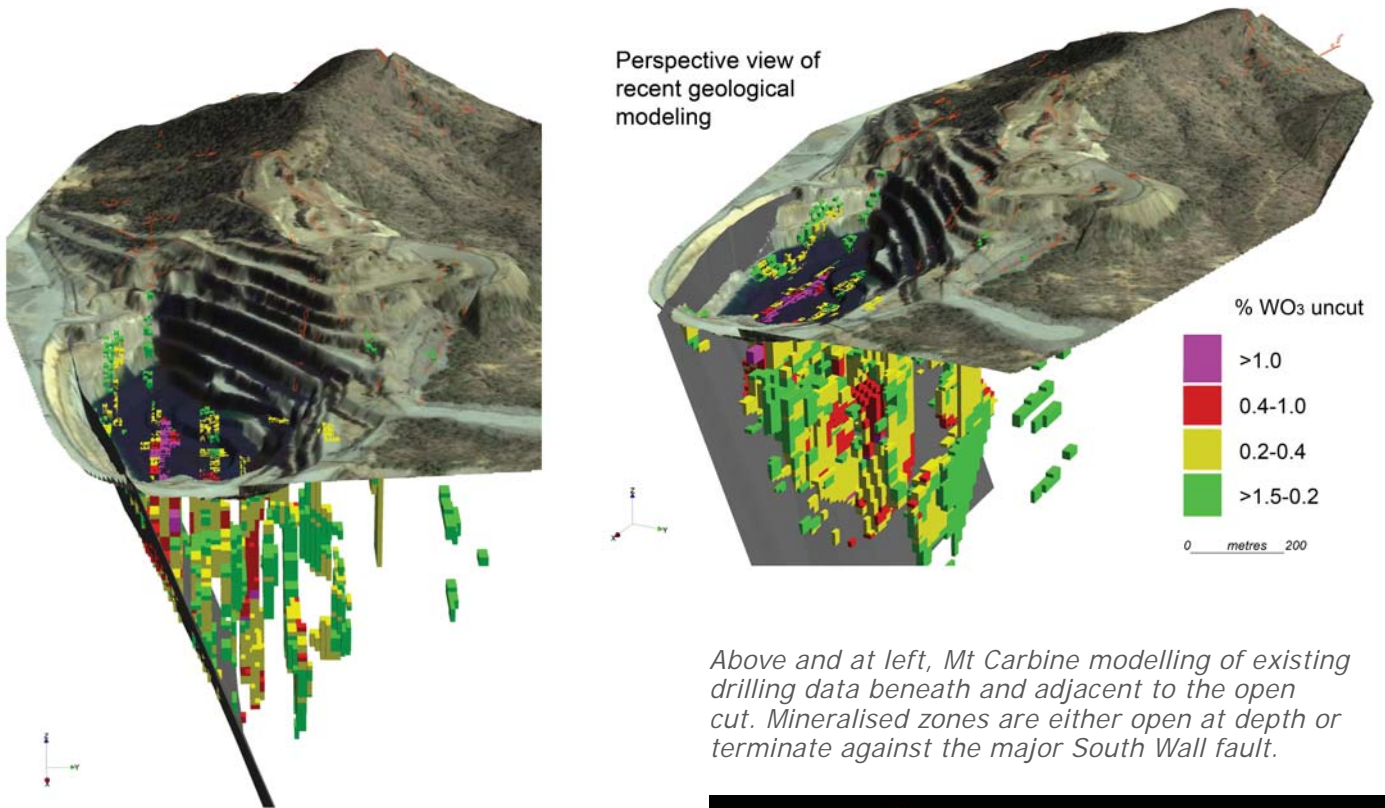 Perspective view of
recent geological
modeling
% WO₃ uncut
>1.0
0.4-1.0
0.2-0.4
>1.5-0.2
0 metres 200
Z
Y
X
Z
Y
X
Above and at left, Mt Carbine modelling of existing
drilling data beneath and adjacent to the open
cut. Mineralised zones are either open at depth or
terminate against the major South Wall fault.